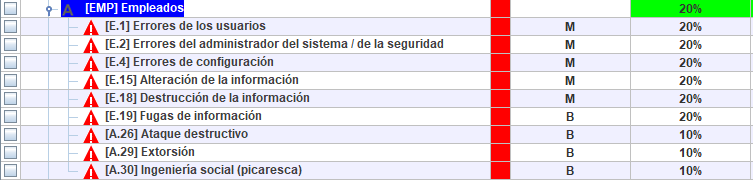 [EMP] Empleados 20%
[E.1] Errores de los usuarios M 20%
[E.2] Errores del administrador del sistema / de la seguridad M 20%
[E.4] Errores de configuración M 20%
[E.15] Alteración de la información M 20%
[E.18] Destrucción de la información M 20%
[E.19] Fugas de información B 20%
[A.26] Ataque destructivo B 10%
[A.29] Extorsión B 10%
[A.30] Ingeniería social (picaresca) B 10%